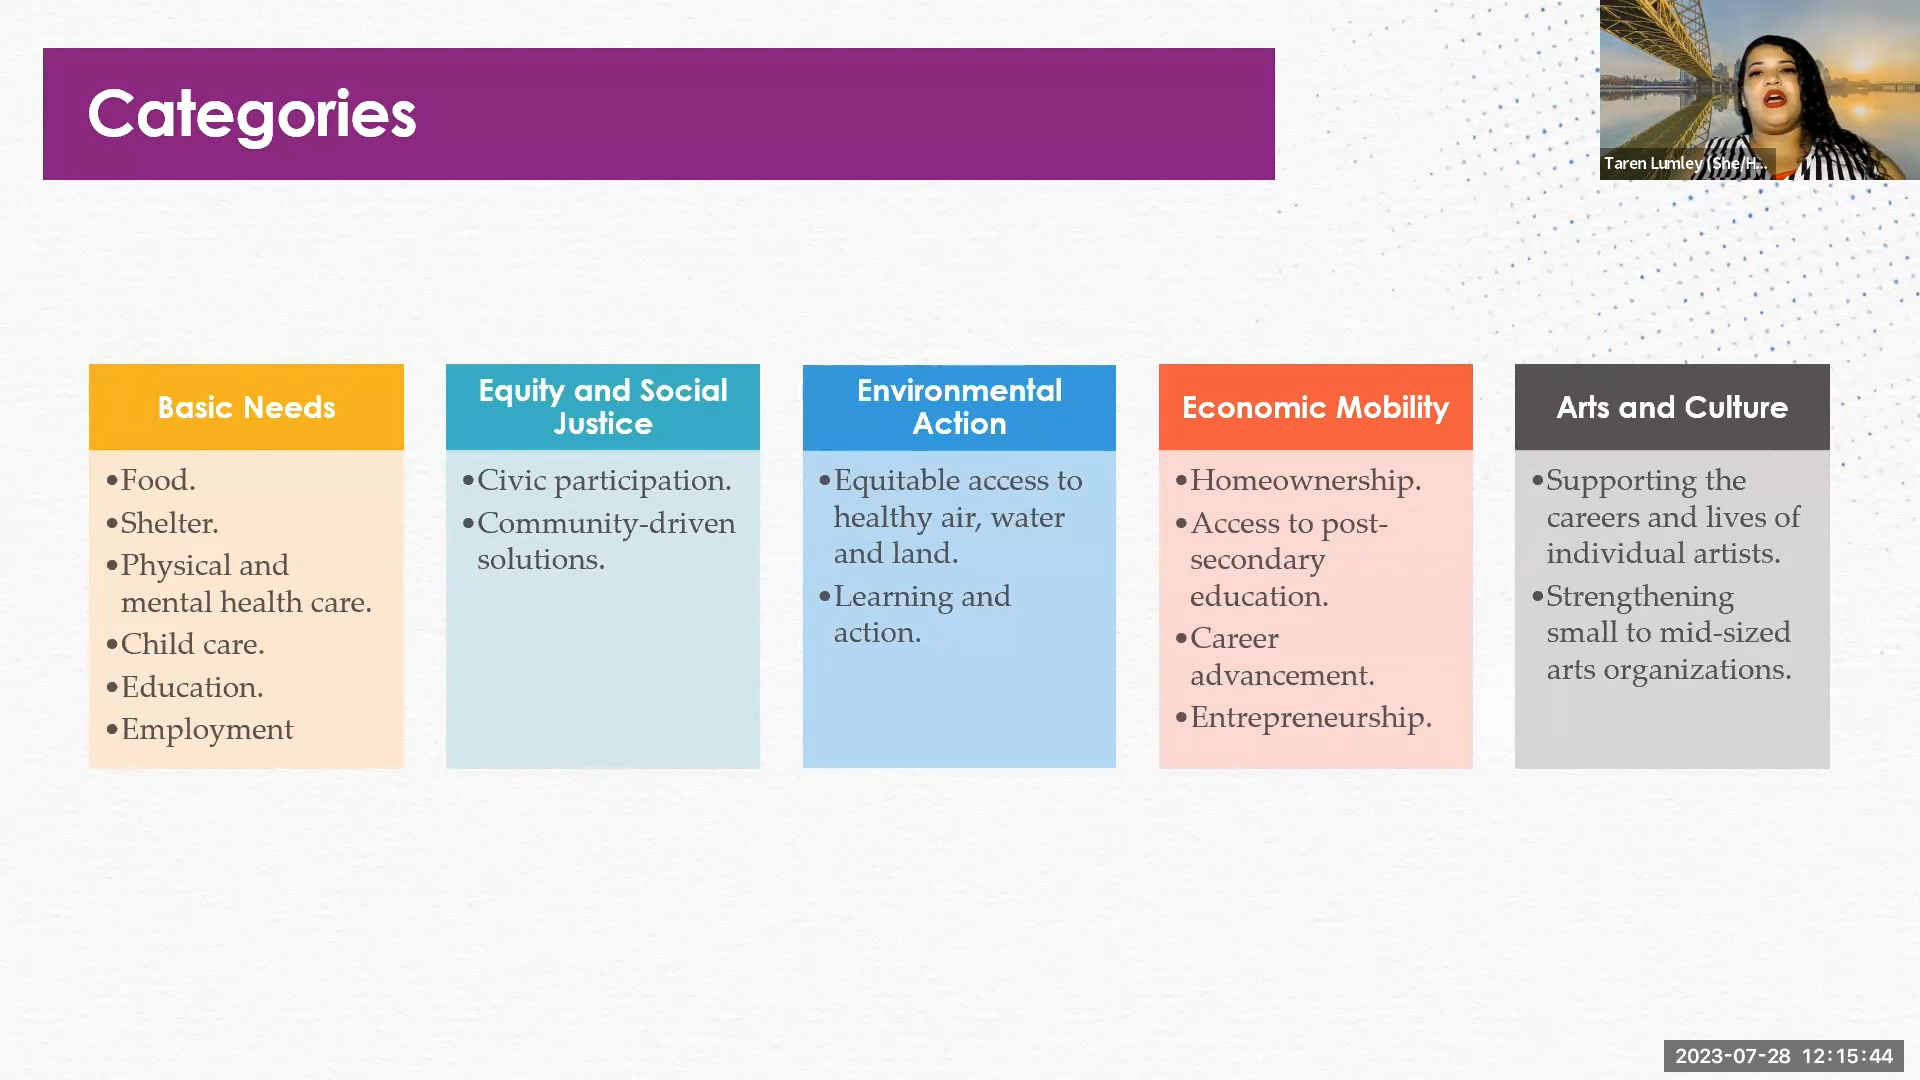 Categories
Taren Lumley (She/H...
Basic Needs
•Food.
•Shelter.
•Physical and
mental health care.
•Child care.
•Education.
•Employment
Equity and Social
Justice
•Civic participation.
•Community-driven
solutions.
Environmental
Action
•Equitable access to
healthy air, water
and land.
•Learning and
action.
Economic Mobility
•Homeownership.
•Access to post-
secondary
education.
•Career
advancement.
•Entrepreneurship.
Arts and Culture
•Supporting the
careers and lives of
individual artists.
•Strengthening
small to mid-sized
arts organizations.
2023-07-28 12:15:44